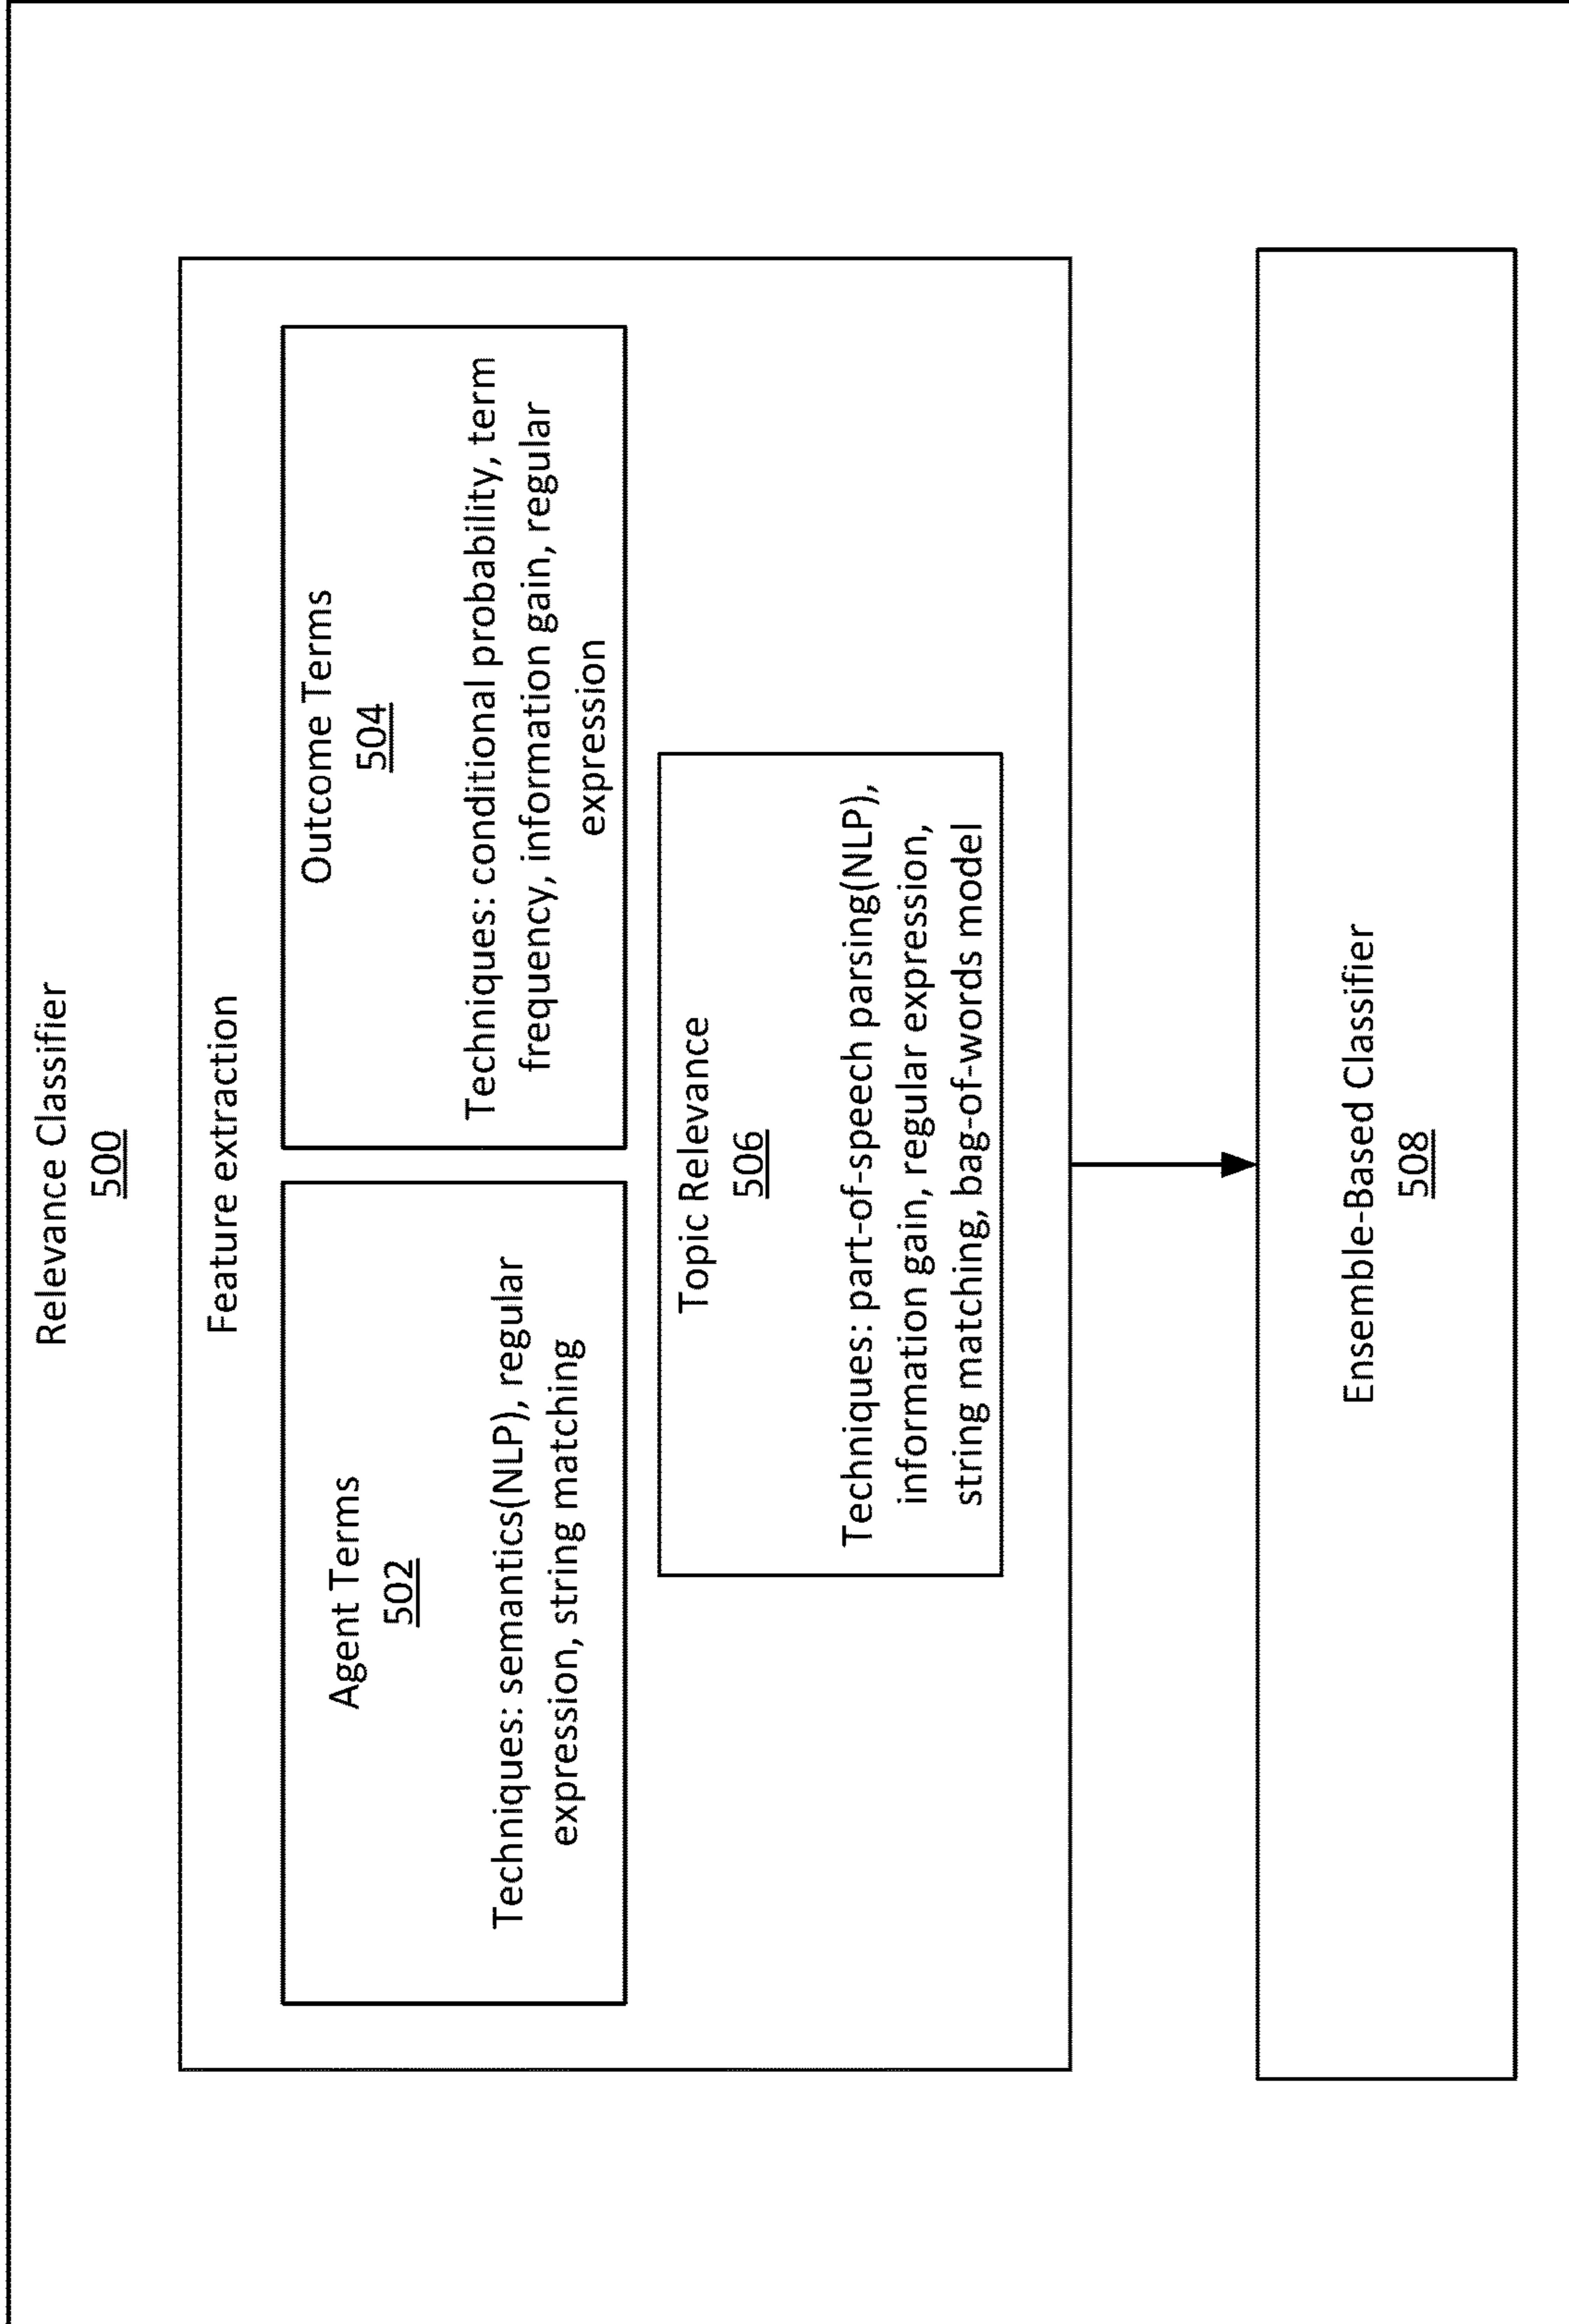 Relevance Classifier
500
Feature extraction
Agent Terms
502
Techniques: semantics(NLP), regular
expression, string matching
Outcome Terms
504
Techniques: conditional probability, term
frequency, information gain, regular
expression
Topic Relevance
506
Techniques: part-of-speech parsing(NLP),
information gain, regular expression,
string matching, bag-of-words model
Ensemble-Based Classifier
508